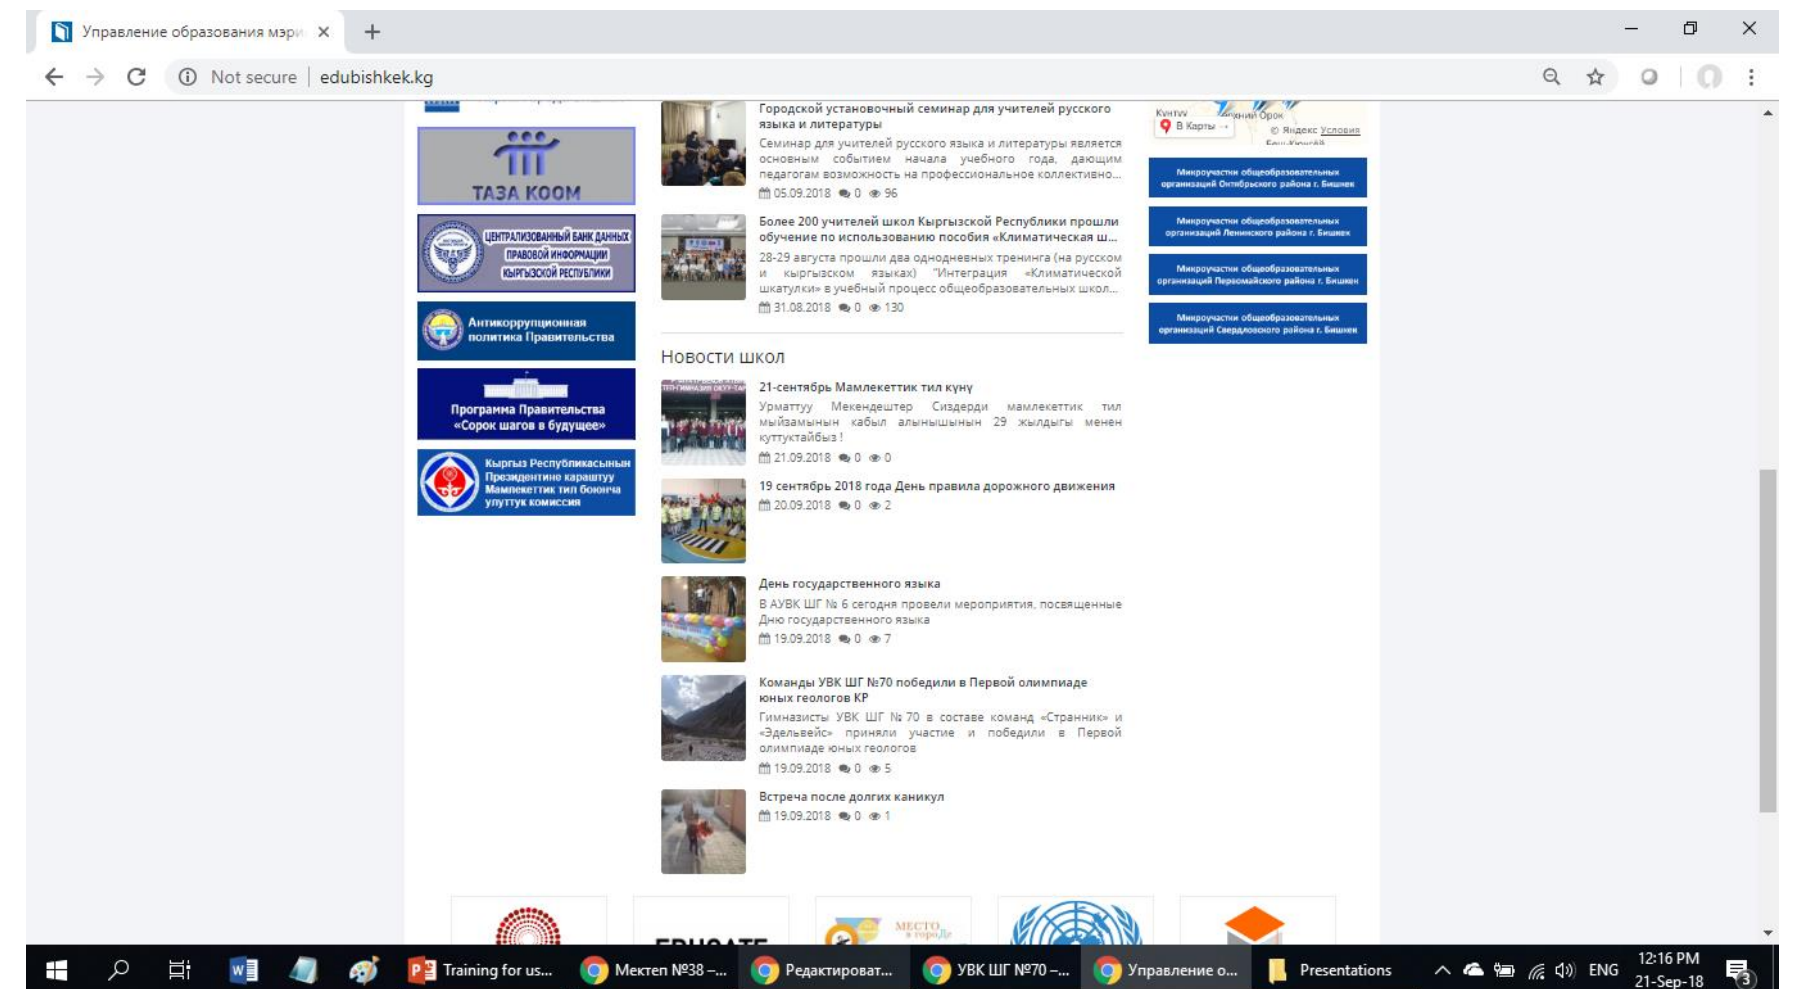 Управление образования мэри
Not secure
edubishkek.kg
ТАЗА КООМ
ЦЕНТРАЛИЗОВАННЫЙ БАНК ДАННЫХ
ПРАВОВОЙ ИНФОРМАЦИИ
КЫРГЫЗСКОЙ РЕСПУБЛИКИ
Антикоррупционная
политика Правительства
Программа Правительства
«Сорок шагов в будущее»
Кыргыз Республикасынын
Президентине караштуу
Мамлекеттик тил боюнча
улуттук комиссия
Городской установочный семинар для учителей русского
языка и литературы
Семинар для учителей русского языка и литературы является
основным событием начала учебного года, дающим
педагогам возможность на профессиональное коллективно...
05.09.2018 0 96
Более 200 учителей школ Кыргызской Республики прошли
обучение по использованию пособия «Климатическая ш...
28-29 августа прошли два однодневных тренинга (на русском
и кыргызском языках) "Интеграция «Климатической
шкатулки» в учебный процесс общеобразовательных школ...
31.08.2018 0 130
Новости школ
21-сентябрь Мамлекеттик тил күнү
Урматтуу Мекендештер Сиздерди мамлекеттик тил
мыйзамынын кабыл алынышынын 29 жылдыгы менен
куттуктайбыз !
21.09.2018 0 0
19 сентябрь 2018 года День правила дорожного движения
20.09.2018 0 2
День государственного языка
В АУВК ШГ № 6 сегодня провели мероприятия, посвященные
Дню государственного языка
19.09.2018 0 7
Команды УВК ШГ №70 победили в Первой олимпиаде
юных геологов КР
Гимназисты УВК ШГ № 70 в составе команд «Странник» и
«Эдельвейс» приняли участие и победили в Первой
олимпиаде юных геологов
19.09.2018 0 5
Встреча после долгих каникул
19.09.2018 0 1
В Карты →
© Яндекс Условия
Микроучастки общеобразовательных
организаций Октябрьского района г. Бишкек
Микроучастки общеобразовательных
организаций Ленинского района г. Бишкек
Микроучастки общеобразовательных
организаций Первомайского района г. Бишкек
Микроучастки общеобразовательных
организаций Свердловского района г. Бишкек
МЕСТО
в городе
Training for us...
Мектеп №38 –...
Редактироват...
УВК ШГ №70 –...
Управление о...
Presentations
ENG
12:16 PM
21-Sep-18
3